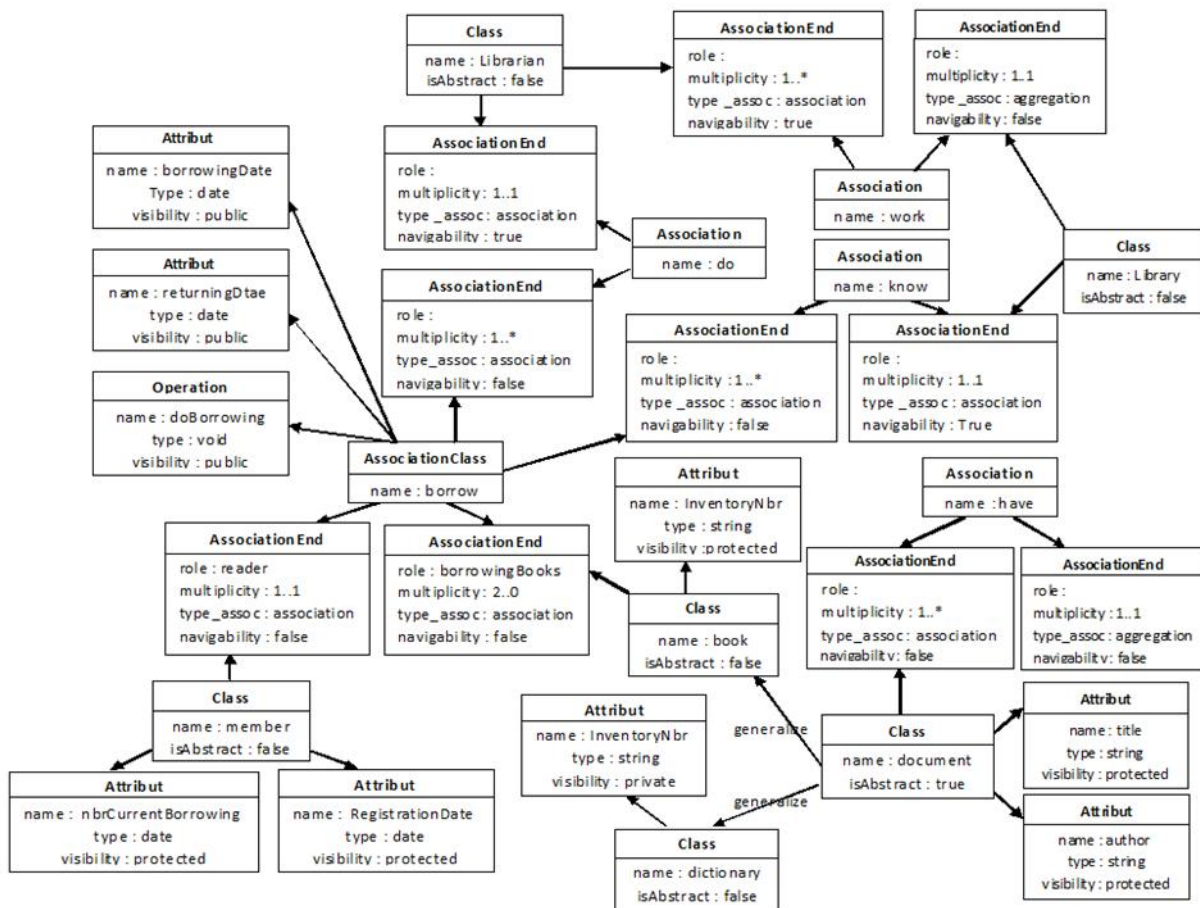 Class
name : Librarian
isAbstract : false
AssociationEnd
role :
multiplicity : 1..*
type _assoc : association
navigability : true
AssociationEnd
role :
multiplicity : 1..1
type _assoc : aggregation
navigability : false
Attribut
name : borrowingDate
Type : date
visibility : public
AssociationEnd
role :
multiplicity : 1..1
type _assoc : association
navigability : true
Association
name : work
Association
name : do
Association
name : know
Class
name : Library
isAbstract : false
Attribut
name : returningDtae
type : date
visibility : public
AssociationEnd
role :
multiplicity : 1..*
type_assoc : association
navigability : false
AssociationEnd
role :
multiplicity : 1..*
type _assoc : association
navigability : false
AssociationEnd
role :
multiplicity : 1..1
type _assoc : association
navigability : True
Operation
name : doBorrowing
type : void
visibility : public
AssociationClass
name : borrow
Attribut
name : InventoryNbr
type : string
visibility : protected
Association
name : have
AssociationEnd
role : reader
multiplicity : 1..1
type_assoc : association
navigability : false
AssociationEnd
role : borrowingBooks
multiplicity : 2..0
type_assoc : association
navigability : false
AssociationEnd
role :
multiplicity : 1..*
type_assoc : association
navigability : false
AssociationEnd
role :
multiplicity : 1..1
type_assoc : aggregation
navigability : false
Class
name : book
isAbstract : false
Class
name : member
isAbstract : false
Attribut
name : InventoryNbr
type : string
visibility : private
generalize
generalize
Class
name : document
isAbstract : true
Attribut
name : title
type : string
visibility : protected
Attribut
name : nbrCurrentBorrowing
type : date
visibility : protected
Attribut
name : RegistrationDate
type : date
visibility : protected
Class
name : dictionary
isAbstract : false
Attribut
name : author
type : string
visibility : protected